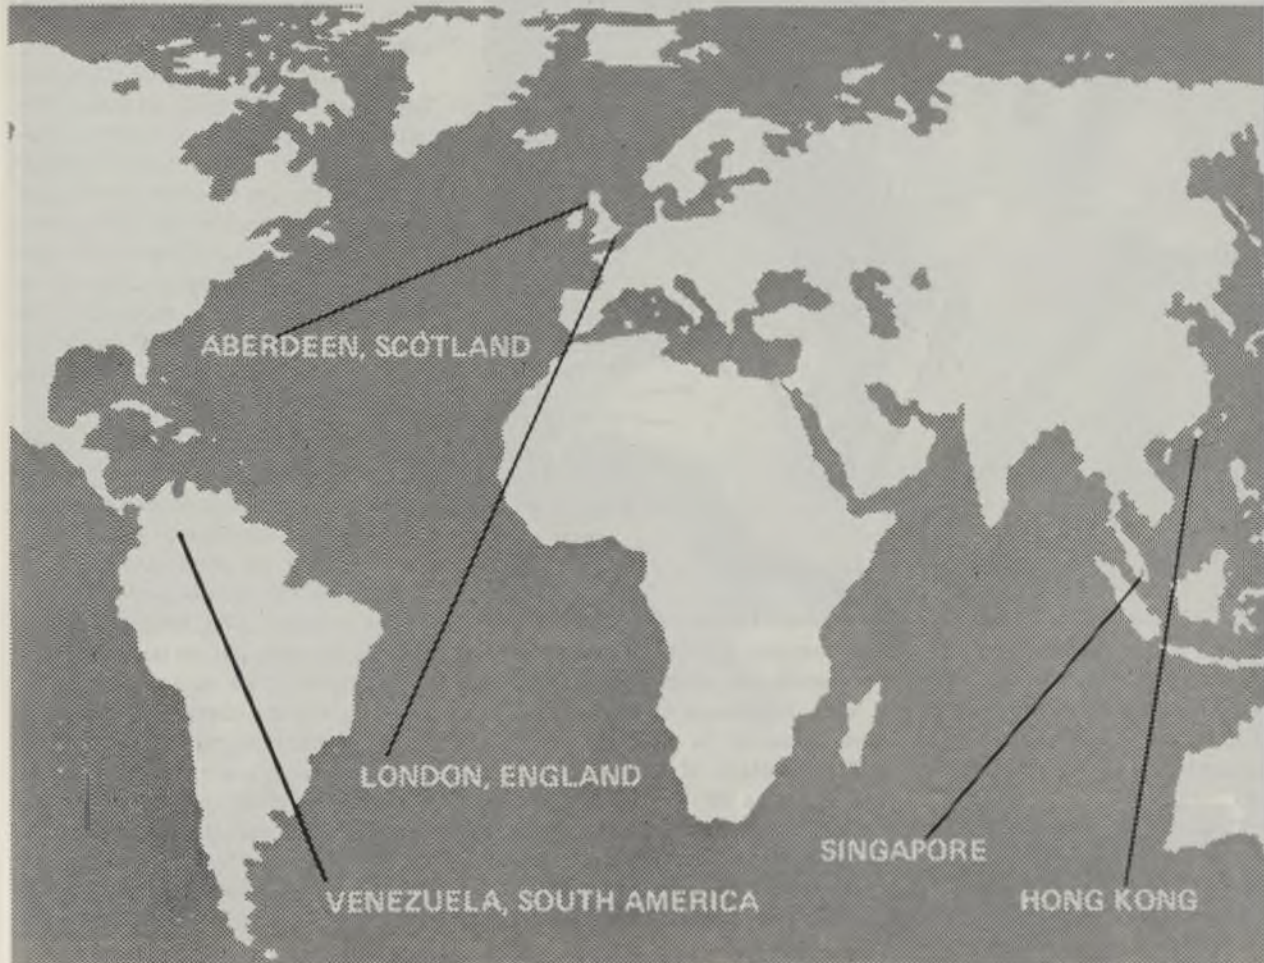 ABERDEEN, SCOTLAND
LONDON, ENGLAND
SINGAPORE
VENEZUELA, SOUTH AMERICA
HONG KONG